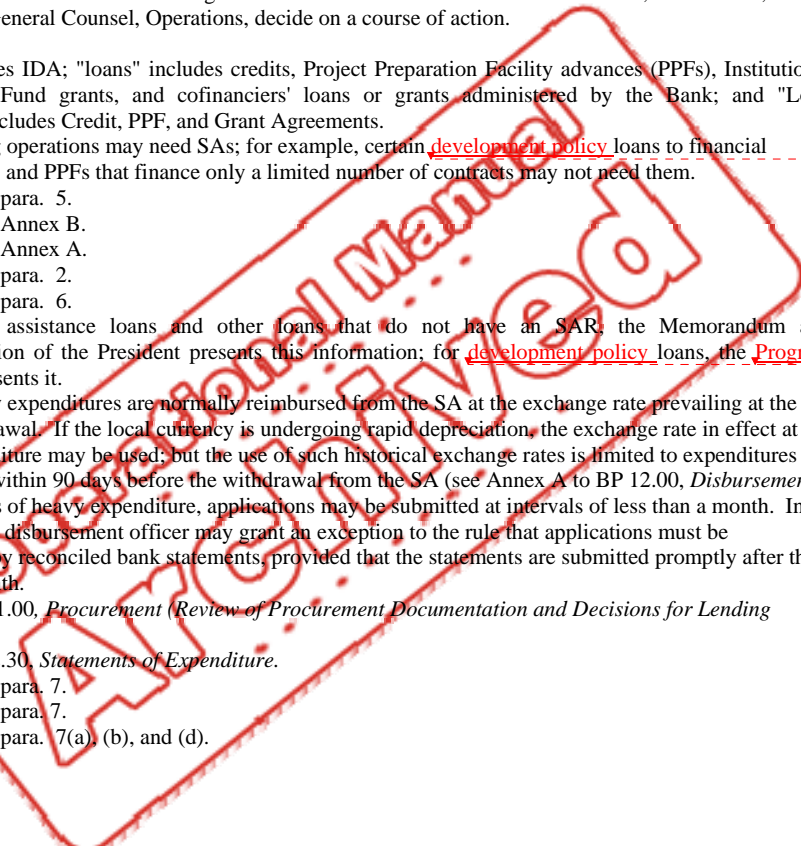 General Counsel, Operations, decide on a course of action.
es IDA; "loans" includes credits, Project Preparation Facility advances (PPFs), Institutio
Fund grants, and cofinanciers' loans or grants administered by the Bank; and "L
cludes Credit, PPF, and Grant Agreements.
g operations may need SAs; for example, certain development policy loans to financial
and PPFs that finance only a limited number of contracts may not need them.
para. 5.
Annex B.
Annex A.
para. 2.
para. 6.
assistance loans and other loans that do not have an SAR, the Memorandum a
ion of the President presents this information; for development policy loans, the Progr
sents it.
y expenditures are normally reimbursed from the SA at the exchange rate prevailing at the
awal. If the local currency is undergoing rapid depreciation, the exchange rate in effect at
diture may be used; but the use of such historical exchange rates is limited to expenditures
within 90 days before the withdrawal from the SA (see Annex A to BP 12.00, Disburseme
s of heavy expenditure, applications may be submitted at intervals of less than a month. In
disbursement officer may grant an exception to the rule that applications must be
by reconciled bank statements, provided that the statements are submitted promptly after th
th.
1.00, Procurement (Review of Procurement Documentation and Decisions for Lending
.30, Statements of Expenditure.
para. 7.
para. 7.
para. 7(a), (b), and (d).
Operational Manual
Archived